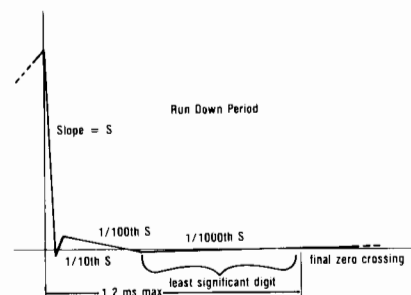 Run Down Period
Slope = S
1/100th S
1/1000th S
1/10th S
final zero crossing
least significant digit
1.2 ms max